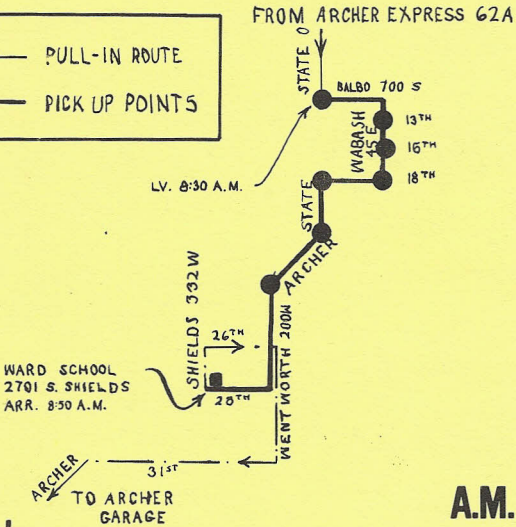 FROM ARCHER EXPRESS 62A
PULL-IN ROUTE
PICK UP POINTS
STATE 0
BALBO 700 S
13TH
WABASH
45 E
16TH
18TH
LV. 8:30 A.M.
STATE
ARCHER
SHIELDS 332W
26TH
WENTWORTH 200W
WARD SCHOOL
2701 S. SHIELDS
ARR. 8:50 A.M.
28TH
31ST
ARCHER
TO ARCHER
GARAGE
A.M.